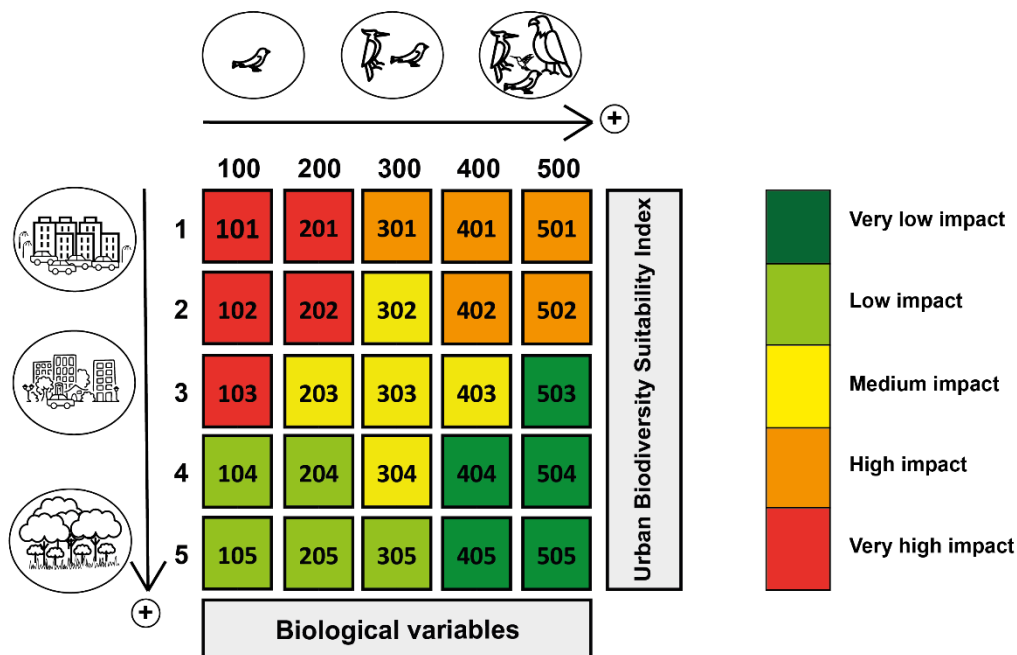 +
100 200 300 400 500
1 101 201 301 401 501
2 102 202 302 402 502
3 103 203 303 403 503
4 104 204 304 404 504
5 105 205 305 405 505
+
Biological variables
Urban Biodiversity Suitability Index
Very low impact
Low impact
Medium impact
High impact
Very high impact